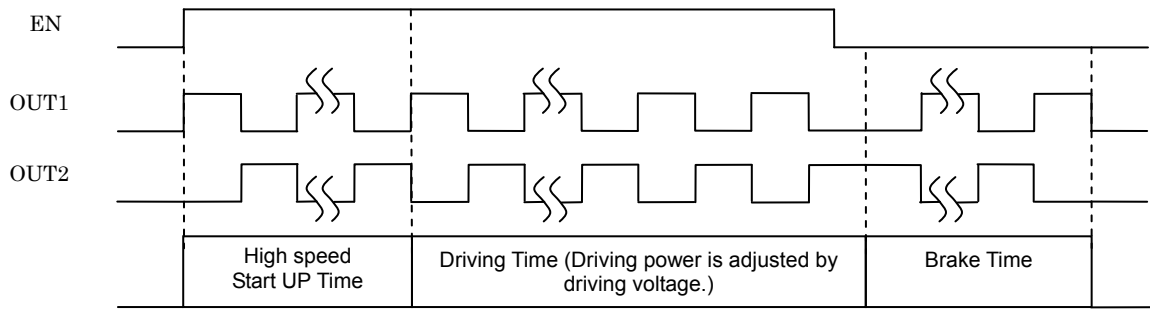 EN
OUT1
OUT2
High speed
Start UP Time
Driving Time (Driving power is adjusted by
driving voltage.)
Brake Time